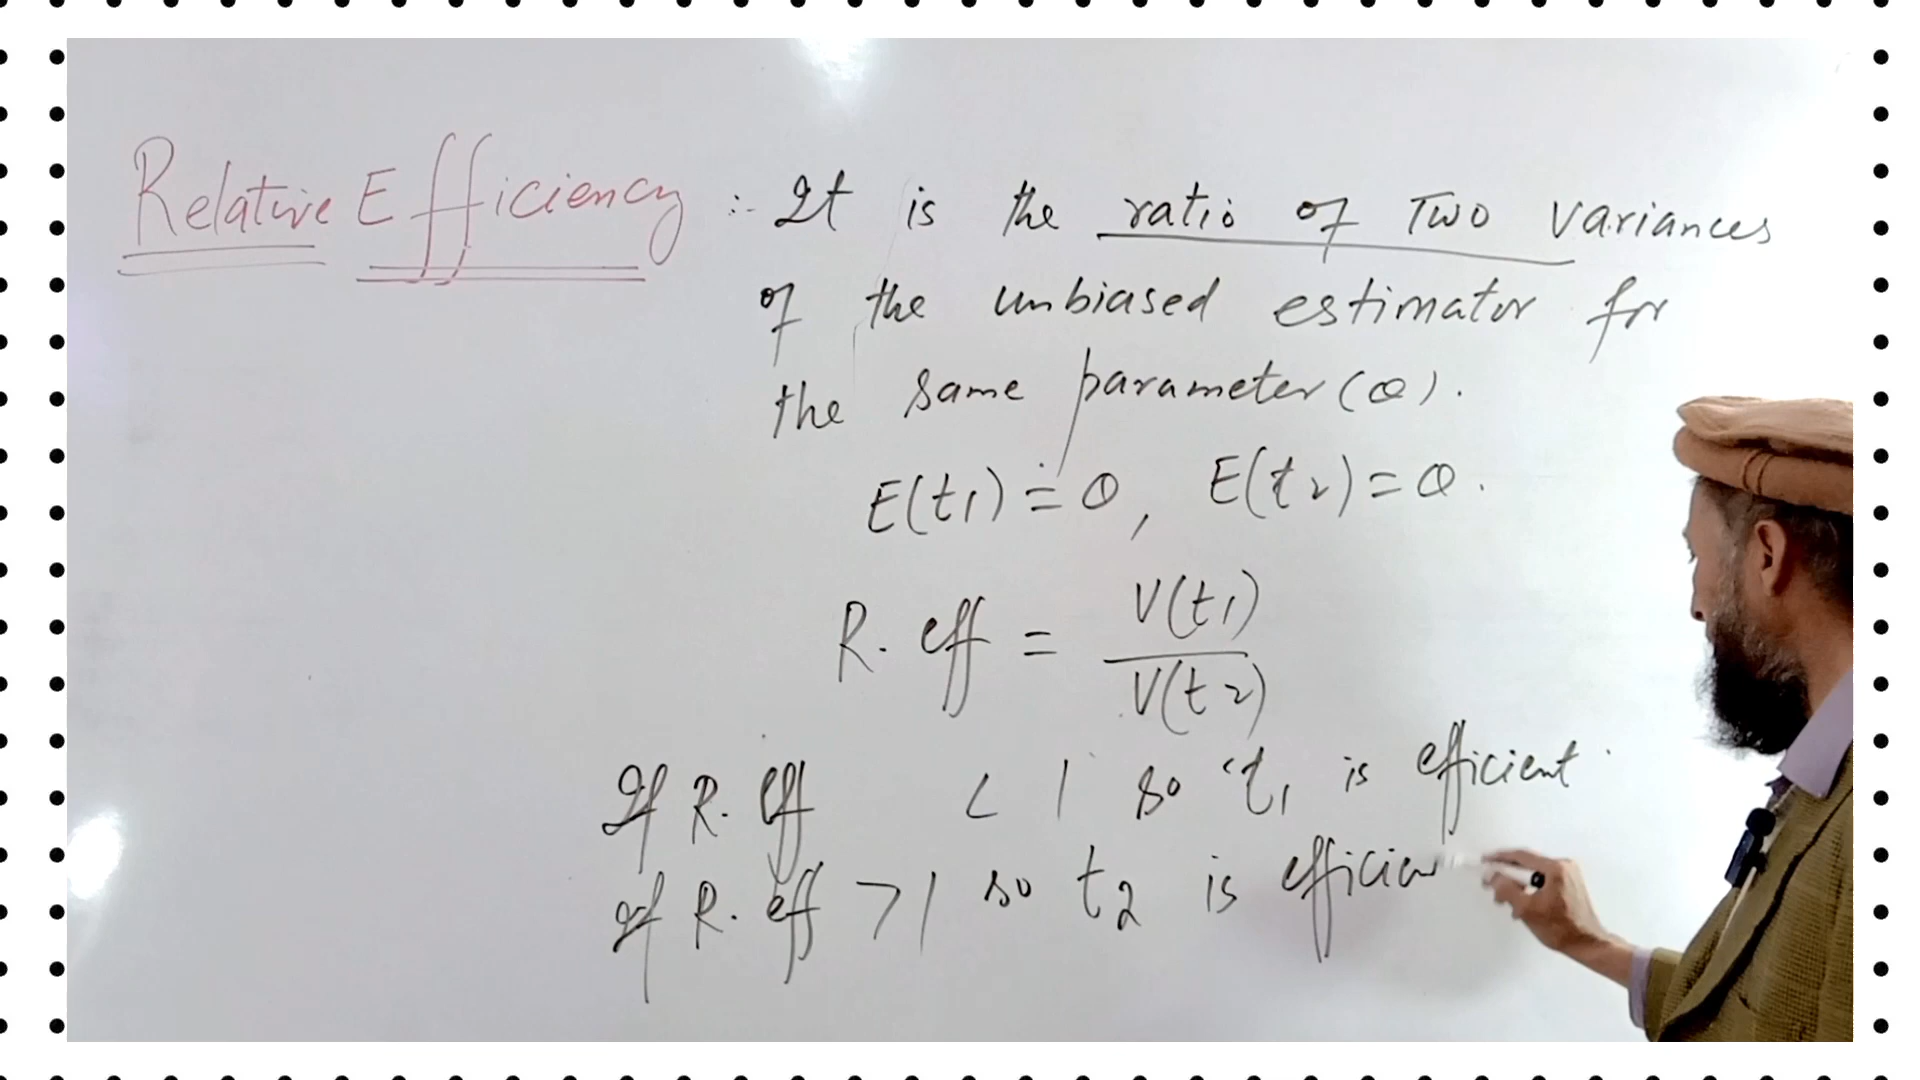 Relative Efficiency :- It is the ratio of Two variances
of the unbiased estimator for
the same parameter (θ).
E(t1) = θ, E(t2) = θ.
R. eff = V(t1) / V(t2)
If R. eff < 1 so t1 is efficient
if R. eff > 1 so t2 is efficien